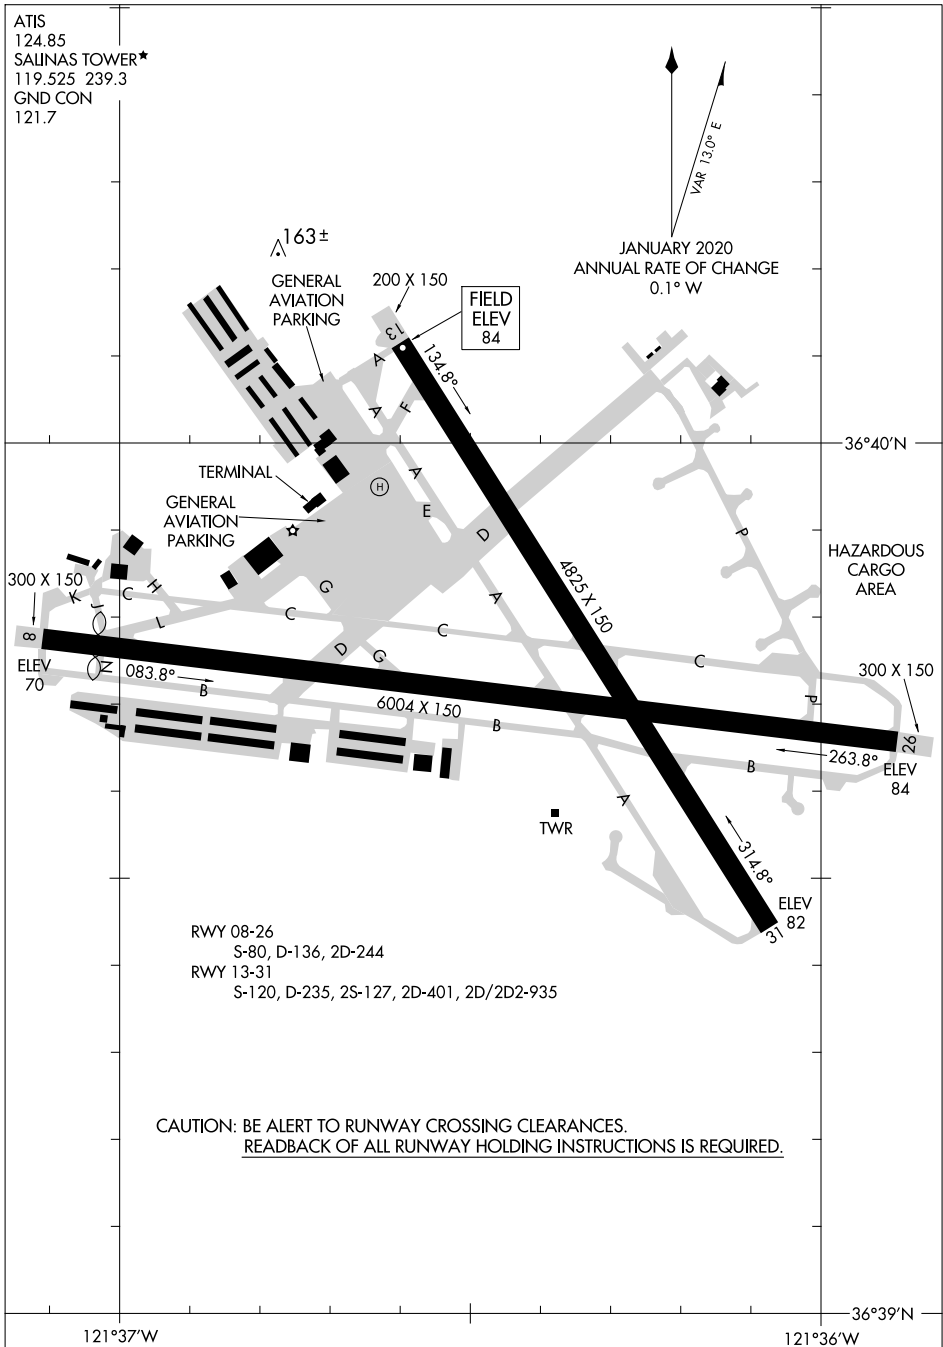 ATIS
124.85
SALINAS TOWER★
119.525 239.3
GND CON
121.7
VAR 13.0° E
JANUARY 2020
ANNUAL RATE OF CHANGE
0.1° W
163±
GENERAL
AVIATION
PARKING
200 X 150
FIELD
ELEV
84
13
134.8°
A
A
F
A
E
D
A
36°40'N
TERMINAL
H
GENERAL
AVIATION
PARKING
P
HAZARDOUS
CARGO
AREA
4825 X 150
300 X 150
K
J
C
H
L
G
C
C
C
D
G
8
ELEV
70
N
083.8°
B
6004 X 150
B
P
300 X 150
26
263.8°
ELEV
84
B
A
TWR
314.8°
ELEV
82
31
RWY 08-26
S-80, D-136, 2D-244
RWY 13-31
S-120, D-235, 2S-127, 2D-401, 2D/2D2-935
CAUTION: BE ALERT TO RUNWAY CROSSING CLEARANCES.
READBACK OF ALL RUNWAY HOLDING INSTRUCTIONS IS REQUIRED.
36°39'N
121°37'W
121°36'W